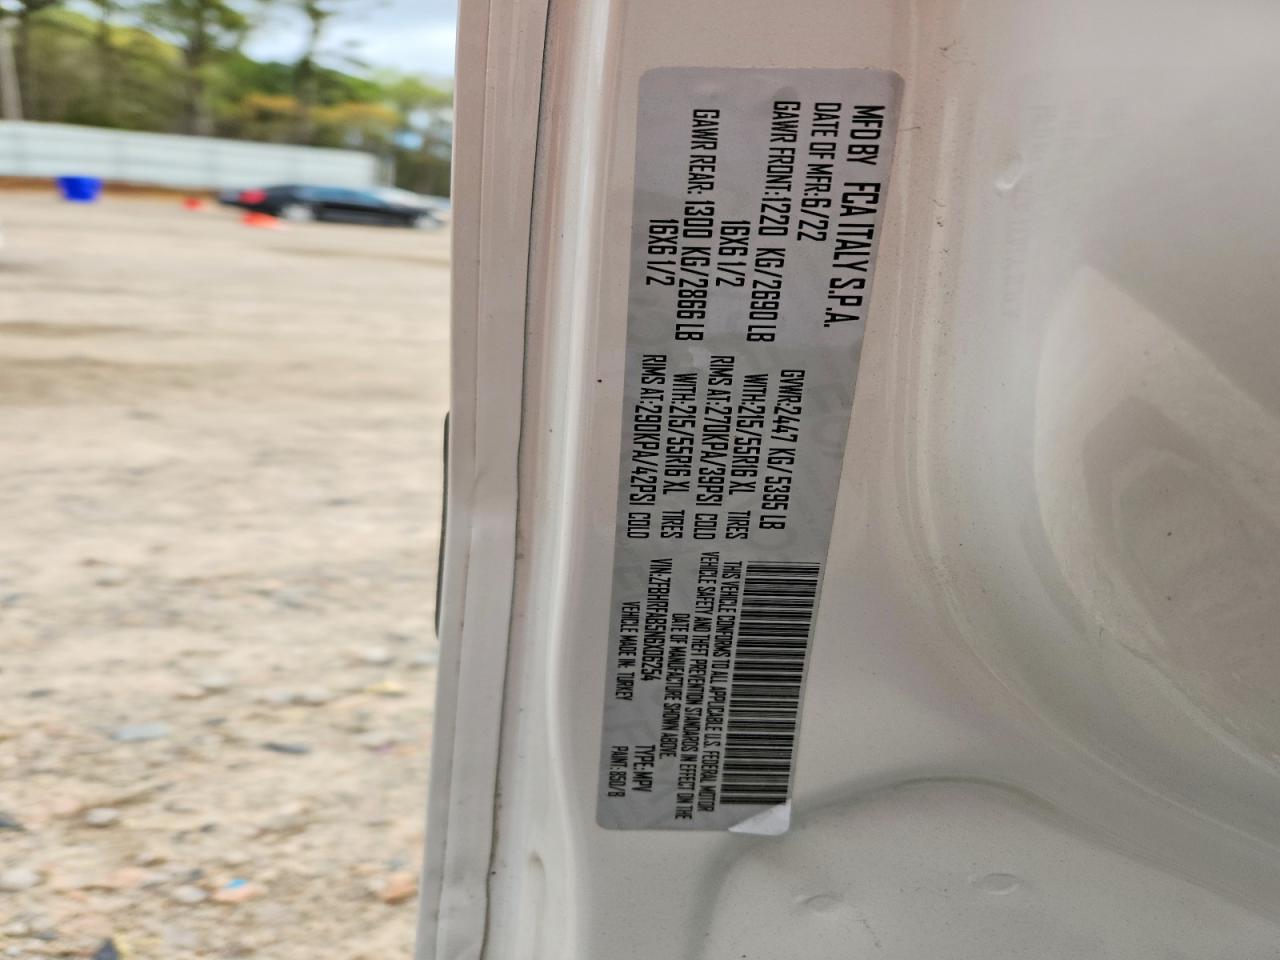 MFD BY FCA ITALY S.P.A.
DATE OF MFR:6/22 GVWR:2447 KG/5395 LB
GAWR FRONT:1220 KG/2690 LB WITH:215/55R16 XL TIRES
16X6 1/2 RIMS AT:270KPA/39PSI COLD
GAWR REAR:1300 KG/2866 LB WITH:215/55R16 XL TIRES
16X6 1/2 RIMS AT:290KPA/42PSI COLD
THIS VEHICLE CONFORMS TO ALL APPLICABLE U.S. FEDERAL MOTOR
VEHICLE SAFETY AND THEFT PREVENTION STANDARDS IN EFFECT ON THE
DATE OF MANUFACTURE SHOWN ABOVE.
VIN:ZFBHRFAB5N6X06254 TYPE:MPV
VEHICLE MADE IN: TURKEY PAINT: 850/B